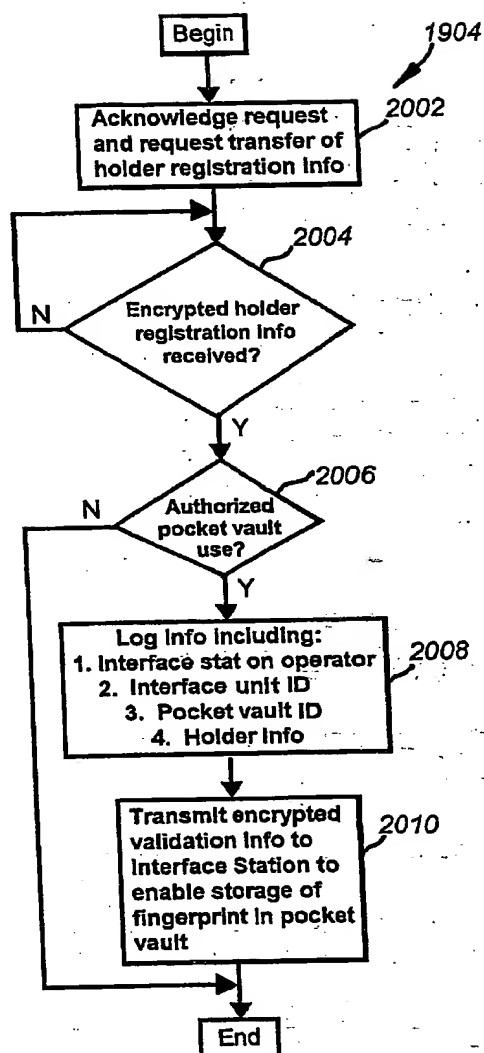 Begin
1904
Acknowledge request
and request transfer of
holder registration info
2002
2004
N
Encrypted holder
registration info
received?
Y
2006
N
Authorized
pocket vault
use?
Y
Log Info including:
1. Interface stat on operator
2. Interface unit ID
3. Pocket vault ID
4. Holder Info
2008
Transmit encrypted
validation Info to
Interface Station to
enable storage of
fingerprint in pocket
vault
2010
End